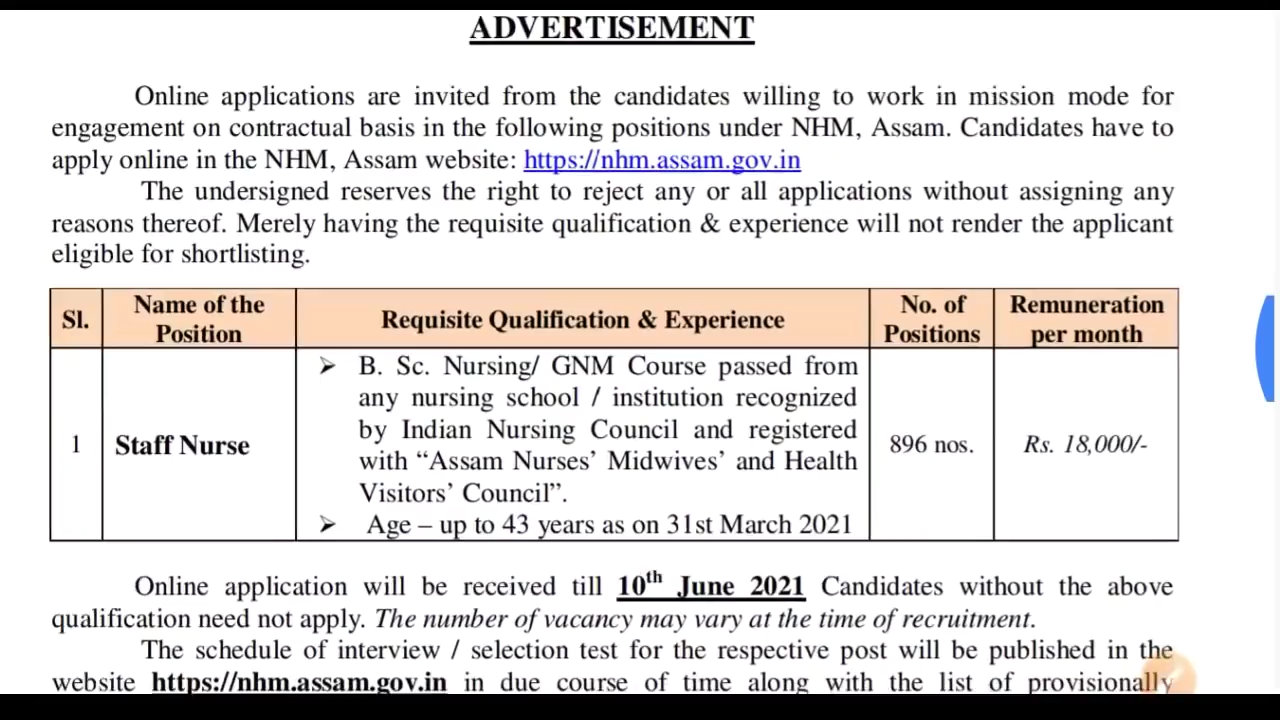 ADVERTISEMENT
Online applications are invited from the candidates willing to work in mission mode for
engagement on contractual basis in the following positions under NHM, Assam. Candidates have to
apply online in the NHM, Assam website: https://nhm.assam.gov.in
The undersigned reserves the right to reject any or all applications without assigning any
reasons thereof. Merely having the requisite qualification & experience will not render the applicant
eligible for shortlisting.
Sl.
Name of the
Position
Requisite Qualification & Experience
No. of
Positions
Remuneration
per month
1
Staff Nurse
➢ B. Sc. Nursing/ GNM Course passed from
any nursing school / institution recognized
by Indian Nursing Council and registered
with “Assam Nurses’ Midwives’ and Health
Visitors’ Council”.
➢ Age – up to 43 years as on 31st March 2021
896 nos.
Rs. 18,000/-
Online application will be received till 10th June 2021 Candidates without the above
qualification need not apply. The number of vacancy may vary at the time of recruitment.
The schedule of interview / selection test for the respective post will be published in the
website https://nhm.assam.gov.in in due course of time along with the list of provisionally